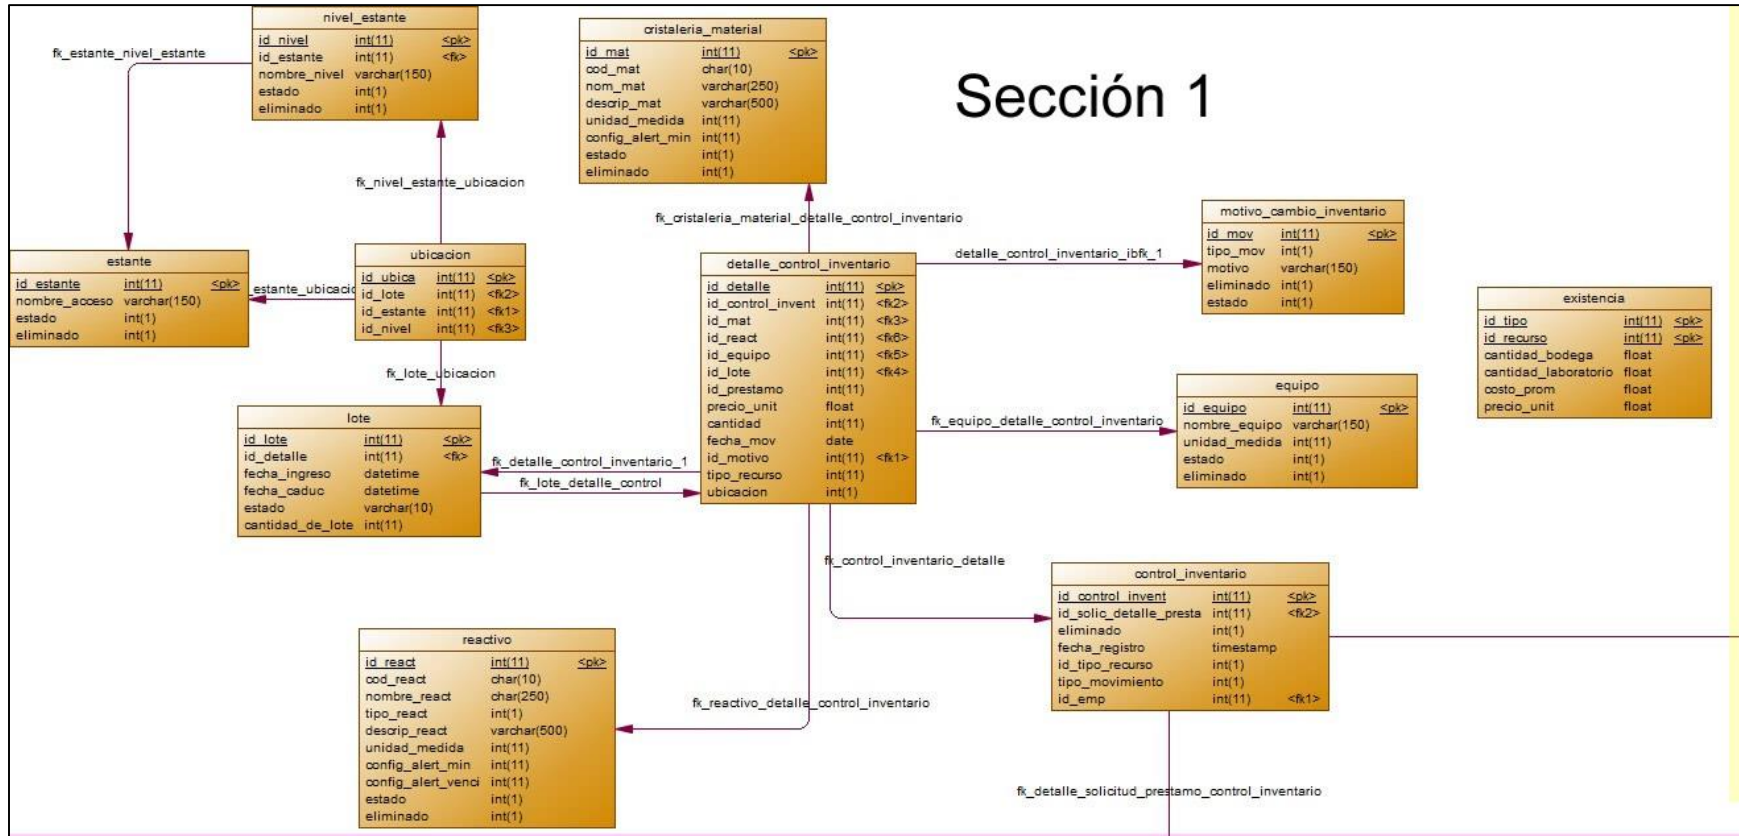 nivel_estante
id_nivel int(11) <pk>
id_estante int(11) <fk>
nombre_nivel varchar(150)
estado int(1)
eliminado int(1)
fk_estante_nivel_estante
cristaleria_material
id_mat int(11) <pk>
cod_mat char(10)
nom_mat varchar(250)
descrip_mat varchar(500)
unidad_medida int(11)
config_alert_min int(11)
estado int(1)
eliminado int(1)
Sección 1
fk_nivel_estante_ubicacion
fk_cristaleria_material_detalle_control_inventario
motivo_cambio_inventario
id_mov int(11) <pk>
tipo_mov int(1)
motivo varchar(150)
eliminado int(1)
estado int(1)
estante
id_estante int(11) <pk>
nombre_acceso varchar(150)
estado int(1)
eliminado int(1)
_estante_ubicacio
ubicacion
id_ubica int(11) <pk>
id_lote int(11) <fk2>
id_estante int(11) <fk1>
id_nivel int(11) <fk3>
detalle_control_inventario
id_detalle int(11) <pk>
id_control_invent int(11) <fk2>
id_mat int(11) <fk3>
id_react int(11) <fk6>
id_equipo int(11) <fk5>
id_lote int(11) <fk4>
id_prestamo int(11)
precio_unit float
cantidad int(11)
fecha_mov date
id_motivo int(11) <fk1>
tipo_recurso int(11)
ubicacion int(1)
detalle_control_inventario_ibfk_1
existencia
id_tipo int(11) <pk>
id_recurso int(11) <pk>
cantidad_bodega float
cantidad_laboratorio float
costo_prom float
precio_unit float
fk_lote_ubicacion
equipo
id_equipo int(11) <pk>
nombre_equipo varchar(150)
unidad_medida int(11)
estado int(1)
eliminado int(1)
fk_equipo_detalle_control_inventario
lote
id_lote int(11) <pk>
id_detalle int(11) <fk>
fecha_ingreso datetime
fecha_caduc datetime
estado varchar(10)
cantidad_de_lote int(11)
fk_detalle_control_inventario_1
fk_lote_detalle_control
fk_control_inventario_detalle
control_inventario
id_control_invent int(11) <pk>
id_solic_detalle_presta int(11) <fk2>
eliminado int(1)
fecha_registro timestamp
id_tipo_recurso int(1)
tipo_movimiento int(1)
id_emp int(11) <fk1>
reactivo
id_react int(11) <pk>
cod_react char(10)
nombre_react char(250)
tipo_react int(1)
descrip_react varchar(500)
unidad_medida int(11)
config_alert_min int(11)
config_alert_venci int(11)
estado int(1)
eliminado int(1)
fk_reactivo_detalle_control_inventario
fk_detalle_solicitud_prestamo_control_inventario